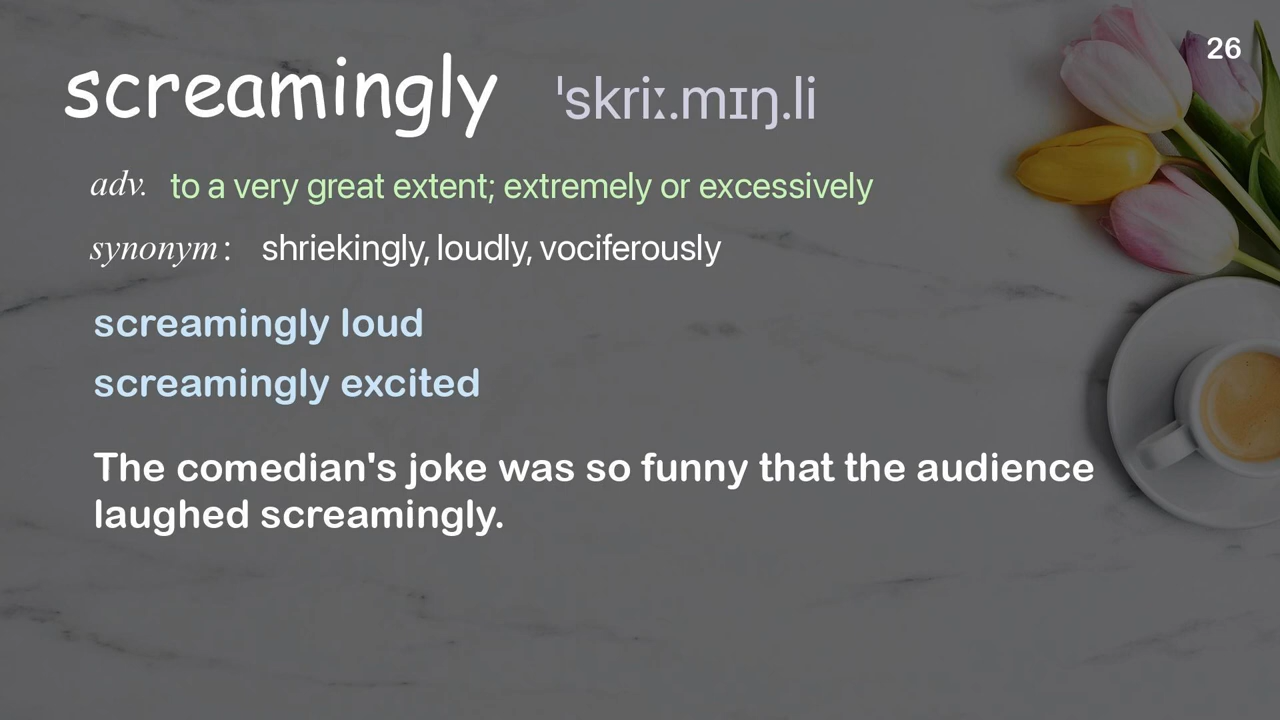 26
screamingly ˈskriː.mɪŋ.li
adv. to a very great extent; extremely or excessively
synonym: shriekingly, loudly, vociferously
screamingly loud
screamingly excited
The comedian's joke was so funny that the audience
laughed screamingly.